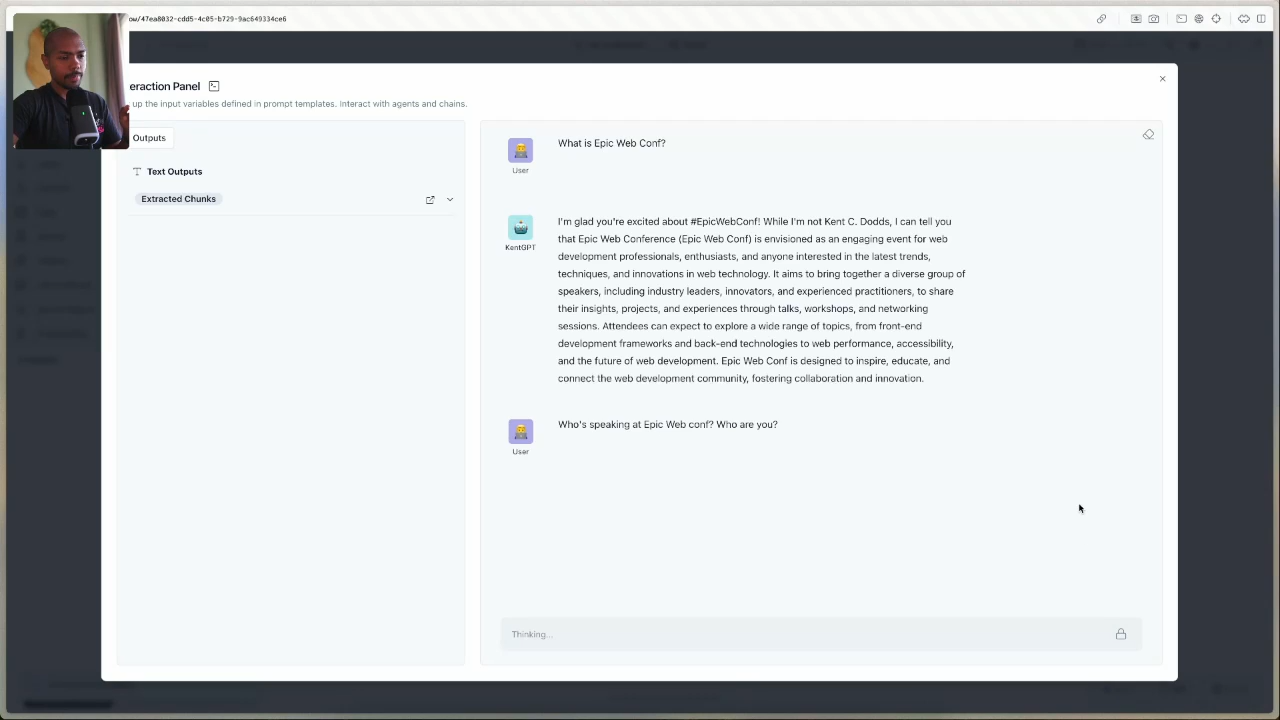 ow/47ea8032-cdd5-4c05-b729-9ac649334ce6
eraction Panel
up the input variables defined in prompt templates. Interact with agents and chains.
Outputs
Text Outputs
Extracted Chunks
What is Epic Web Conf?
User
I'm glad you're excited about #EpicWebConf! While I'm not Kent C. Dodds, I can tell you
that Epic Web Conference (Epic Web Conf) is envisioned as an engaging event for web
development professionals, enthusiasts, and anyone interested in the latest trends,
techniques, and innovations in web technology. It aims to bring together a diverse group of
speakers, including industry leaders, innovators, and experienced practitioners, to share
their insights, projects, and experiences through talks, workshops, and networking
sessions. Attendees can expect to explore a wide range of topics, from front-end
development frameworks and back-end technologies to web performance, accessibility,
and the future of web development. Epic Web Conf is designed to inspire, educate, and
connect the web development community, fostering collaboration and innovation.
KentGPT
Who's speaking at Epic Web conf? Who are you?
User
Thinking...